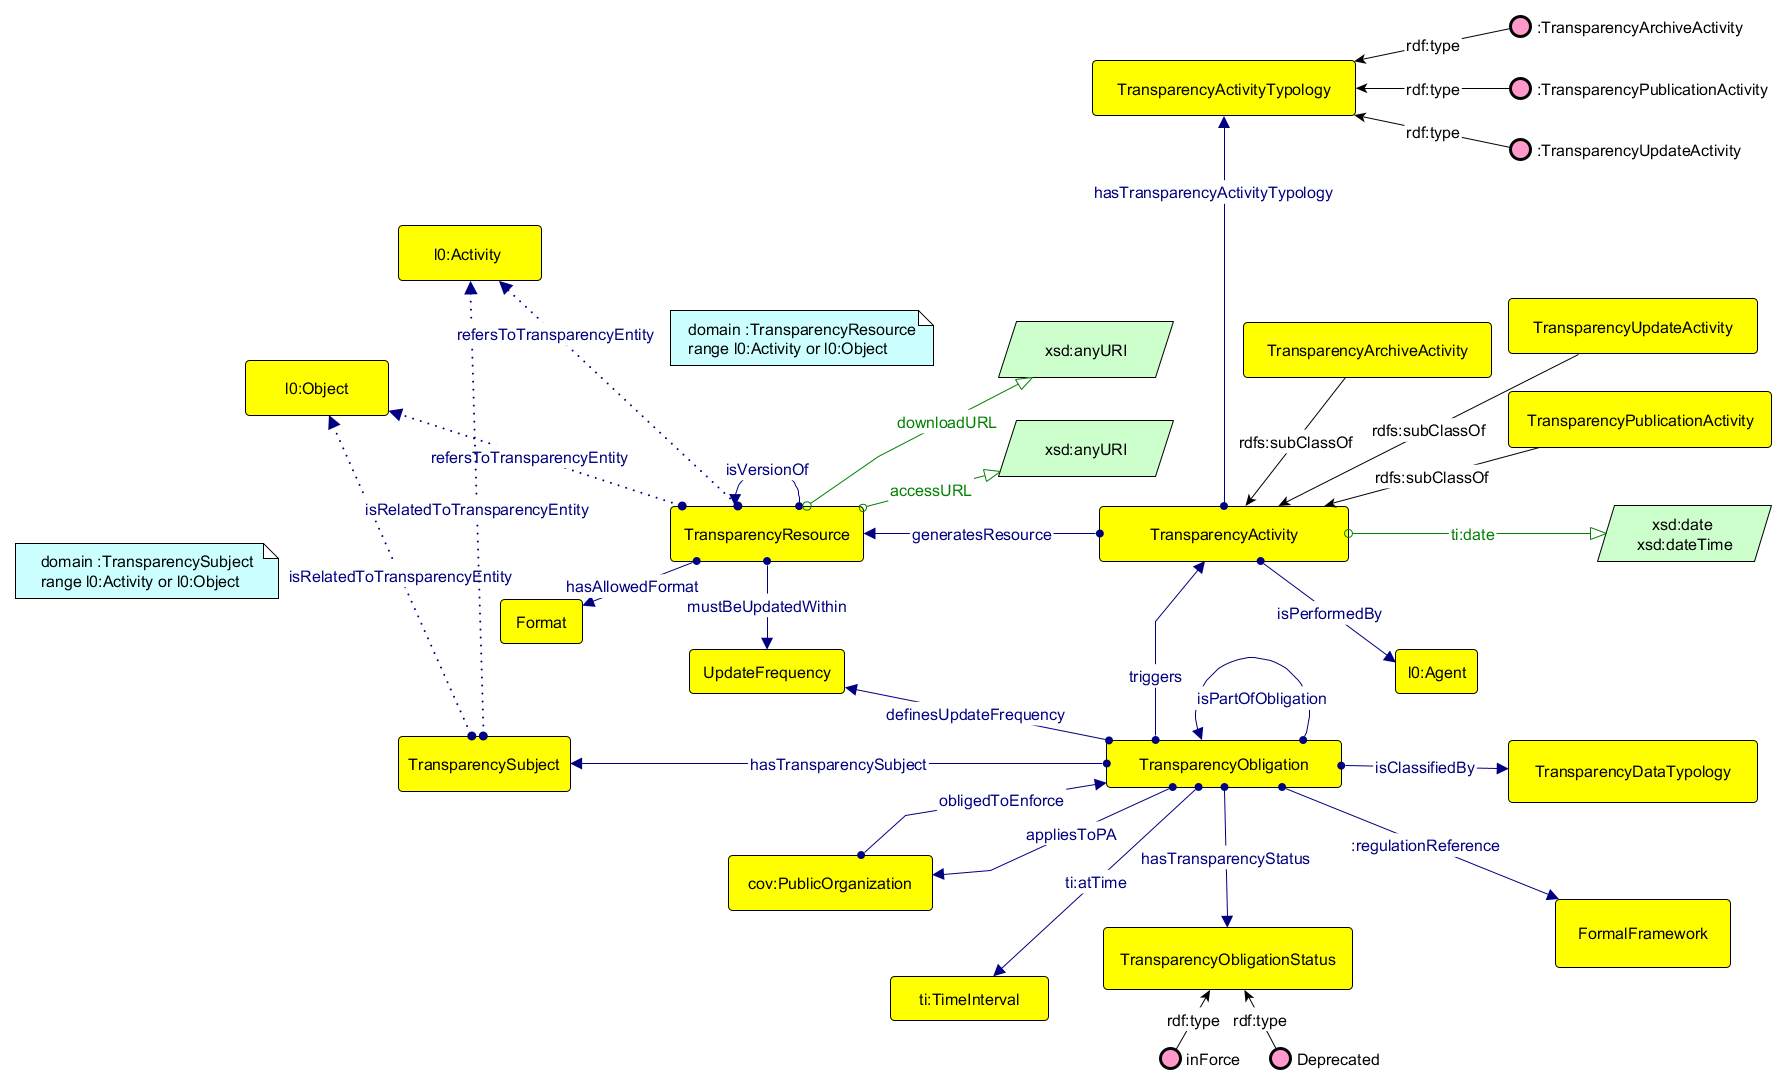 :TransparencyArchiveActivity
rdf:type
TransparencyActivityTypology
rdf:type
:TransparencyPublicationActivity
rdf:type
:TransparencyUpdateActivity
hasTransparencyActivityTypology
l0:Activity
refersToTransparencyEntity
domain :TransparencyResource
range l0:Activity or l0:Object
xsd:anyURI
TransparencyArchiveActivity
TransparencyUpdateActivity
l0:Object
downloadURL
TransparencyPublicationActivity
rdfs:subClassOf
rdfs:subClassOf
refersToTransparencyEntity
isVersionOf
xsd:anyURI
rdfs:subClassOf
accessURL
isRelatedToTransparencyEntity
TransparencyResource
generatesResource
TransparencyActivity
ti:date
xsd:date
xsd:dateTime
domain :TransparencySubject
range l0:Activity or l0:Object
isRelatedToTransparencyEntity
hasAllowedFormat
mustBeUpdatedWithin
isPerformedBy
Format
UpdateFrequency
triggers
l0:Agent
isPartOfObligation
definesUpdateFrequency
TransparencySubject
hasTransparencySubject
TransparencyObligation
isClassifiedBy
TransparencyDataTypology
obligedToEnforce
appliesToPA
:regulationReference
hasTransparencyStatus
cov:PublicOrganization
ti:atTime
FormalFramework
TransparencyObligationStatus
ti:TimeInterval
rdf:type
rdf:type
inForce
Deprecated